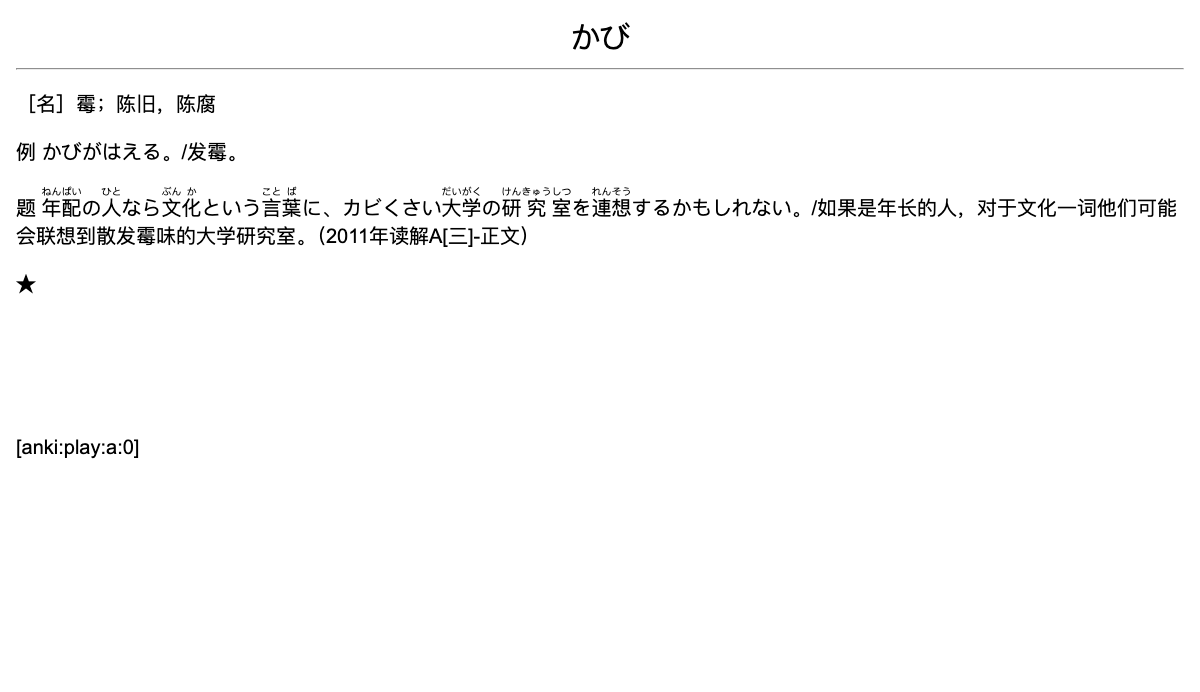 かび
［名］霉；陈旧，陈腐
例 かびがはえる。/发霉。
ねんぱい ひと ぶん か こと ば だいがく けんきゅうしつ れんそう
题 年配の人なら文化という言葉に、カビくさい大学の研究室を連想するかもしれない。/如果是年长的人，对于文化一词他们可能
会联想到散发霉味的大学研究室。（2011年读解A[三]-正文）
★
[anki:play:a:0]